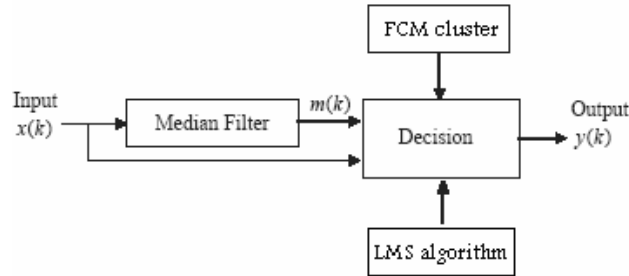 FCM cluster
Input
x(k)
Median Filter
m(k)
Decision
Output
y(k)
LMS algorithm